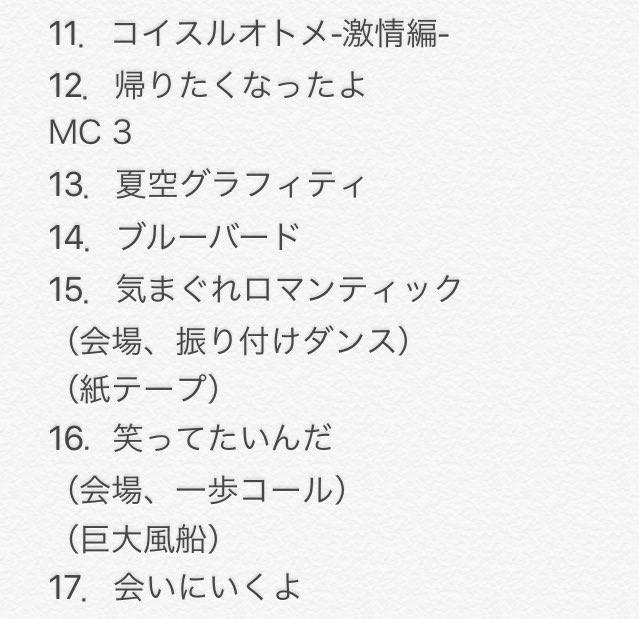 11．コイスルオトメ-激情編-
12．帰りたくなったよ
MC 3
13．夏空グラフィティ
14．ブルーバード
15．気まぐれロマンティック
（会場、振り付けダンス）
（紙テープ）
16．笑ってたいんだ
（会場、一歩コール）
（巨大風船）
17．会いにいくよ